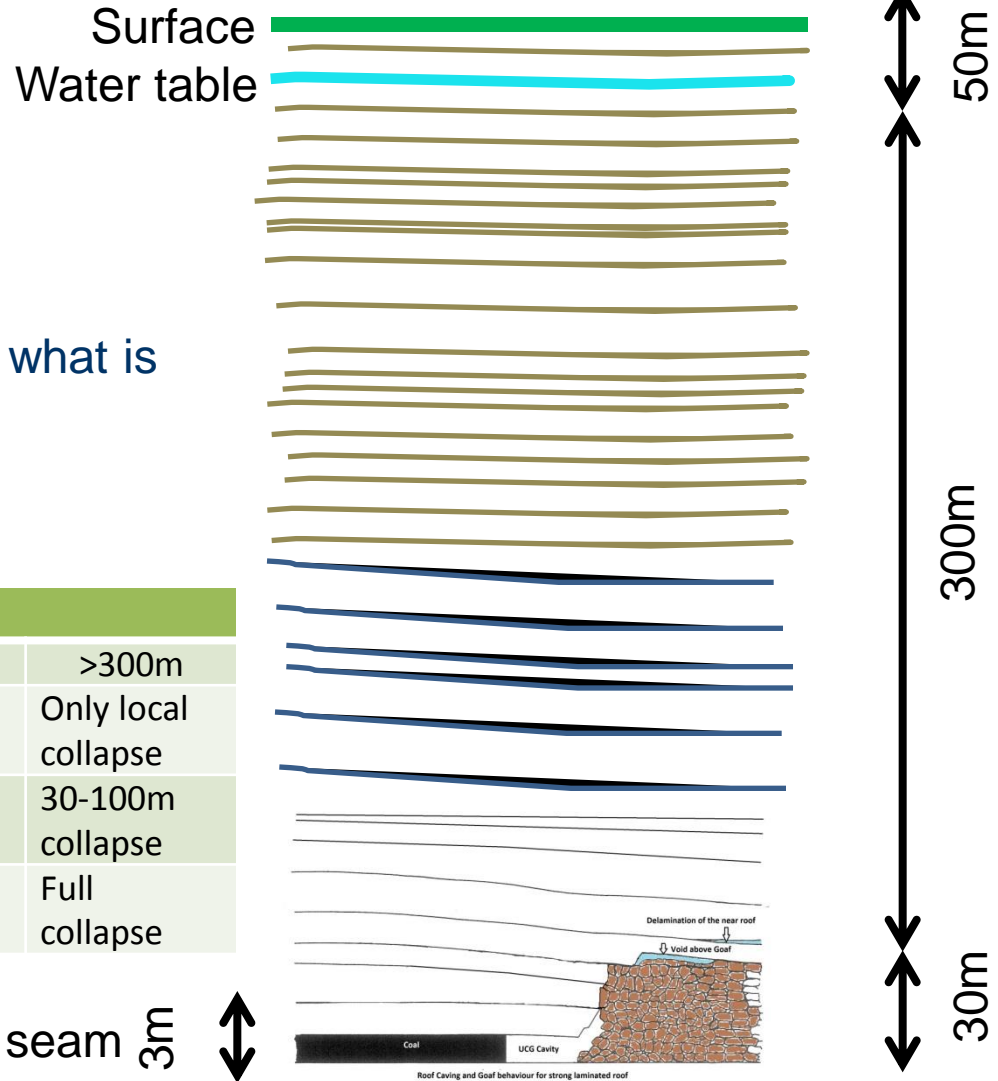 Surface
50m
Water table
what is
300m
>300m
Only local
collapse
30-100m
collapse
Full
collapse
Delamination of the near roof
Void above Goaf
30m
seam 3m
Coal
UCG Cavity
Roof Caving and Goaf behaviour for strong laminated roof